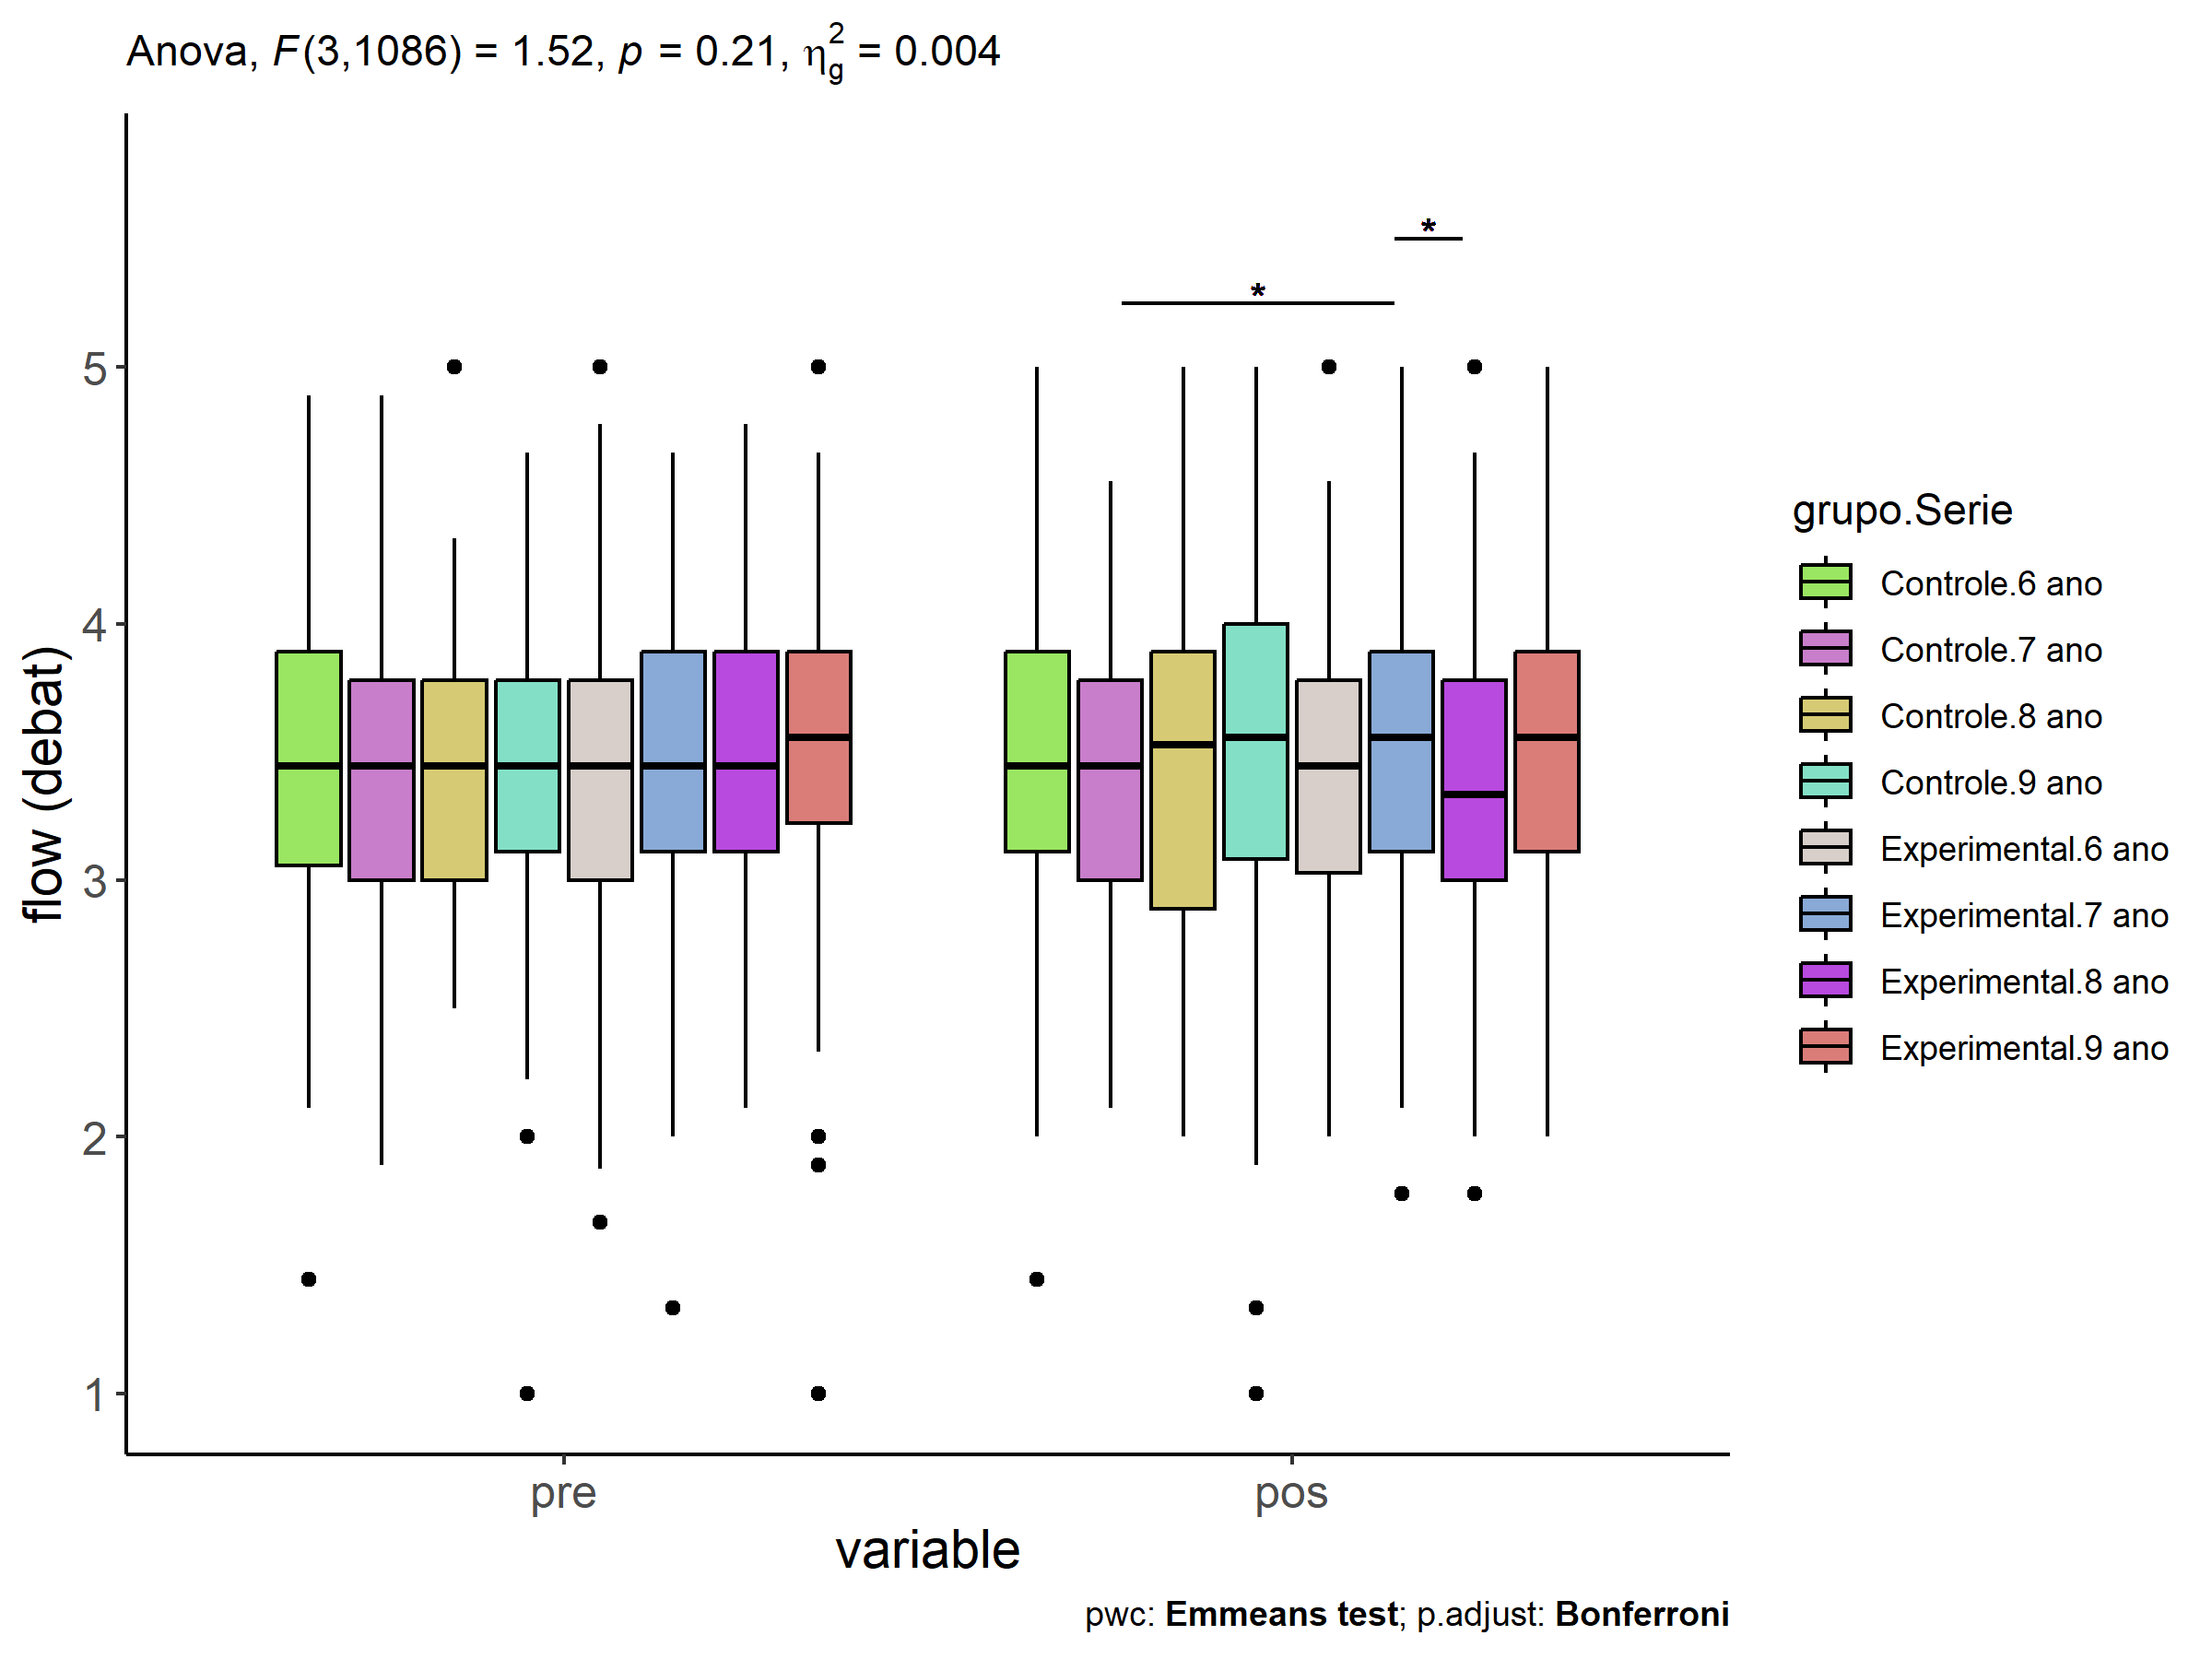 Anova, F(3,1086) = 1.52, p = 0.21, η²g = 0.004
*
*
5
4
3
2
1
flow (debat)
pre
pos
variable
grupo.Serie
Controle.6 ano
Controle.7 ano
Controle.8 ano
Controle.9 ano
Experimental.6 ano
Experimental.7 ano
Experimental.8 ano
Experimental.9 ano
pwc: Emmeans test; p.adjust: Bonferroni